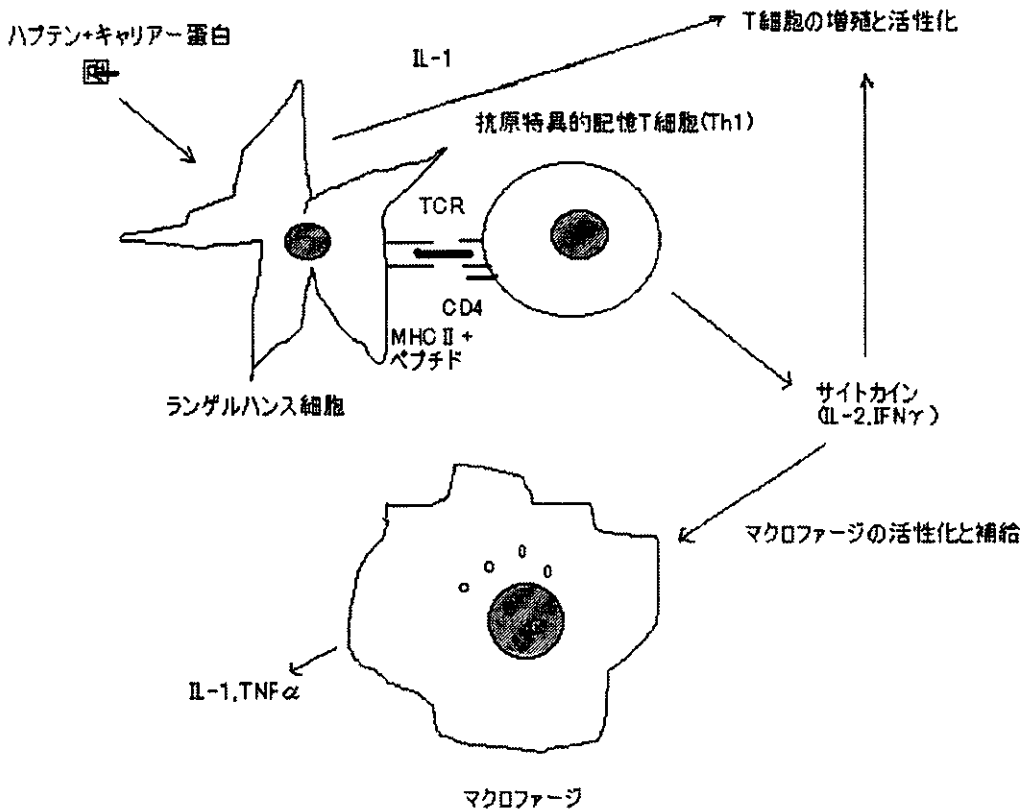 ハプテン+キャリアー蛋白
IL-1
T細胞の増殖と活性化
抗原特異的記憶T細胞(Th1)
TCR
CD4
MHCⅡ+
ペプチド
ランゲルハンス細胞
サイトカイン
(IL-2.IFNγ)
マクロファージの活性化と補給
IL-1,TNFα
マクロファージ